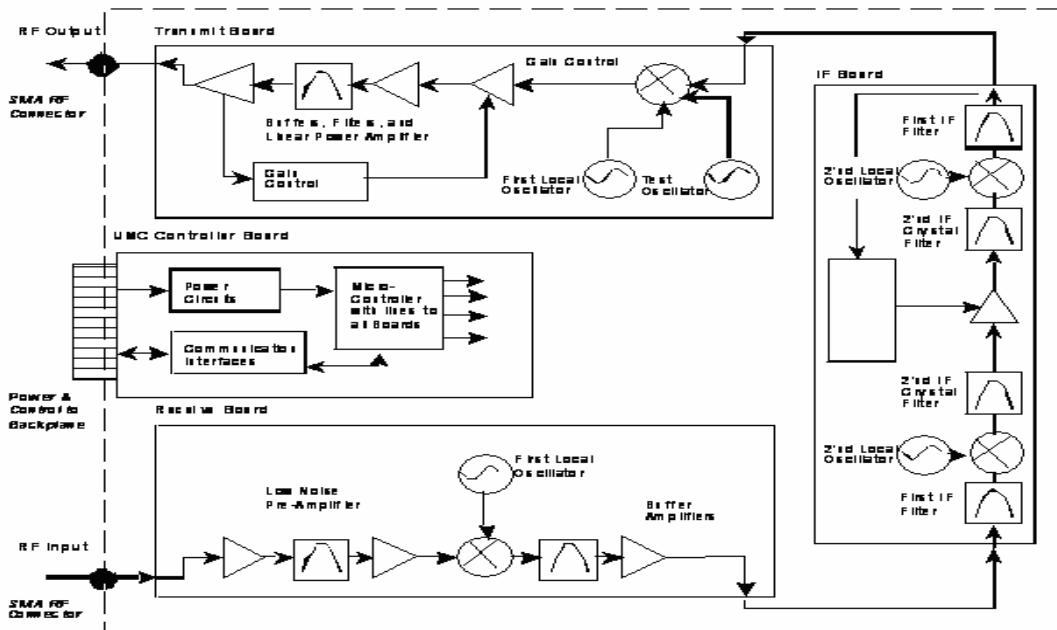 RF Output
Transmit Board
SMA RF
Connector
Gain Control
Buffers, Filters, and
Linear Power Amplifier
Gain
Control
First Local
Oscillator
Test
Oscillator
IF Board
First IF
Filter
2'nd Local
Oscillator
2'nd IF
Crystal
Filter
2'nd IF
Crystal
Filter
2'nd Local
Oscillator
First IF
Filter
UMC Controller Board
Power
Circuits
Micro-
Controller
with lines to
all Boards
Communication
Interfaces
Power &
Control to
Backplane
Receive Board
First Local
Oscillator
Low Noise
Pre-Amplifier
Buffer
Amplifiers
RF Input
SMA RF
Connector